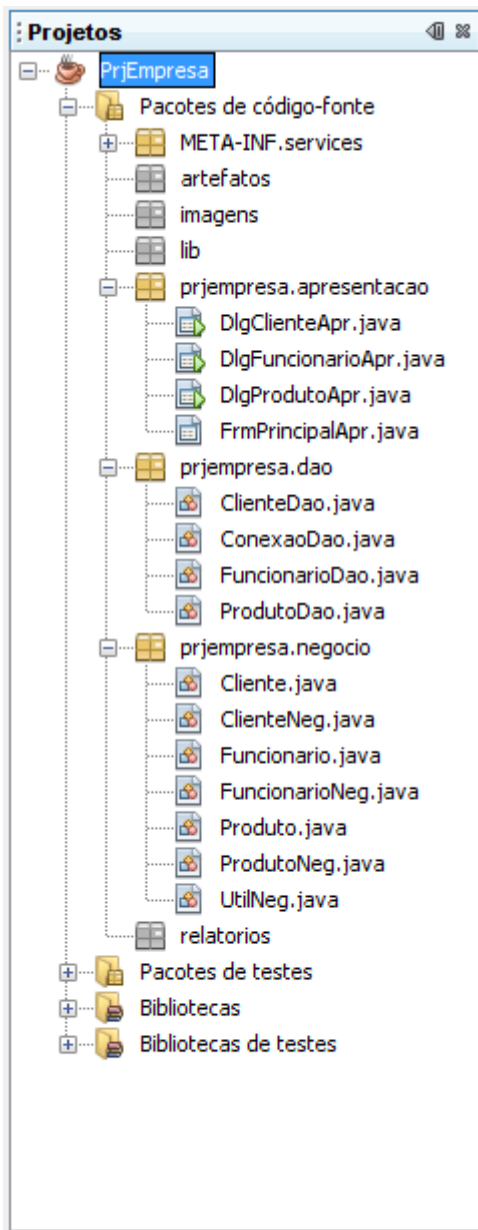 Projetos
PrjEmpresa
Pacotes de código-fonte
META-INF.services
artefatos
imagens
lib
prjempresa.apresentacao
DlgClienteApr.java
DlgFuncionarioApr.java
DlgProdutoApr.java
FrmPrincipalApr.java
prjempresa.dao
ClienteDao.java
ConexaoDao.java
FuncionarioDao.java
ProdutoDao.java
prjempresa.negocio
Cliente.java
ClienteNeg.java
Funcionario.java
FuncionarioNeg.java
Produto.java
ProdutoNeg.java
UtilNeg.java
relatorios
Pacotes de testes
Bibliotecas
Bibliotecas de testes